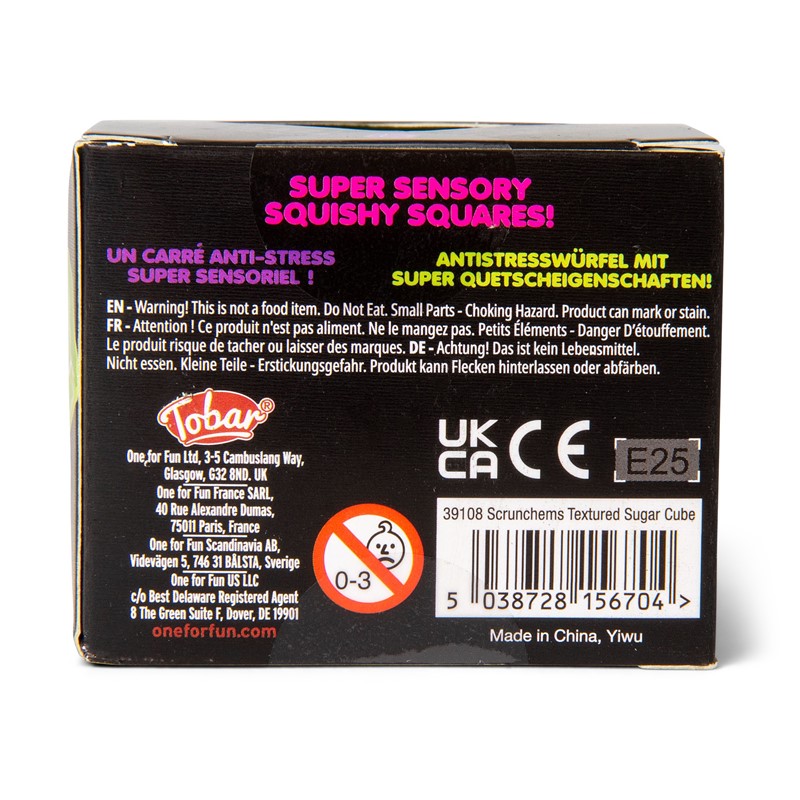 SUPER SENSORY
SQUISHY SQUARES!
UN CARRÉ ANTI-STRESS
SUPER SENSORIEL !
ANTISTRESSWÜRFEL MIT
SUPER QUETSCHEIGENSCHAFTEN!
EN - Warning! This is not a food item. Do Not Eat. Small Parts - Choking Hazard. Product can mark or stain.
FR - Attention ! Ce produit n'est pas aliment. Ne le mangez pas. Petits Éléments - Danger D'étouffement.
Le produit risque de tacher ou laisser des marques. DE - Achtung! Das ist kein Lebensmittel.
Nicht essen. Kleine Teile - Erstickungsgefahr. Produkt kann Flecken hinterlassen oder abfärben.
Tobar®
One for Fun Ltd, 3-5 Cambuslang Way,
Glasgow, G32 8ND. UK
One for Fun France SARL,
40 Rue Alexandre Dumas,
75011 Paris, France
One for Fun Scandinavia AB,
Videvägen 5, 746 31 BÅLSTA, Sverige
One for Fun US LLC
c/o Best Delaware Registered Agent
8 The Green Suite F, Dover, DE 19901
oneforfun.com
0-3
UK
CA
CE
E25
39108 Scrunchems Textured Sugar Cube
5 038728 156704 >
Made in China, Yiwu